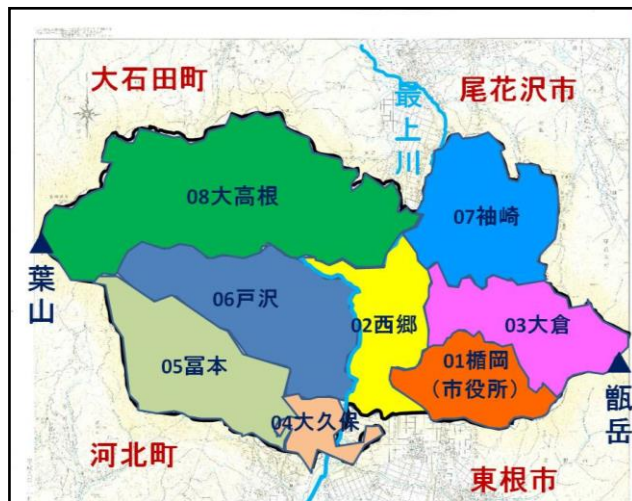 大石田町
尾花沢市
最上川
08大高根
07袖崎
葉山
06戸沢
02西郷
03大倉
05冨本
01楯岡
(市役所)
04大久保
甑岳
河北町
東根市